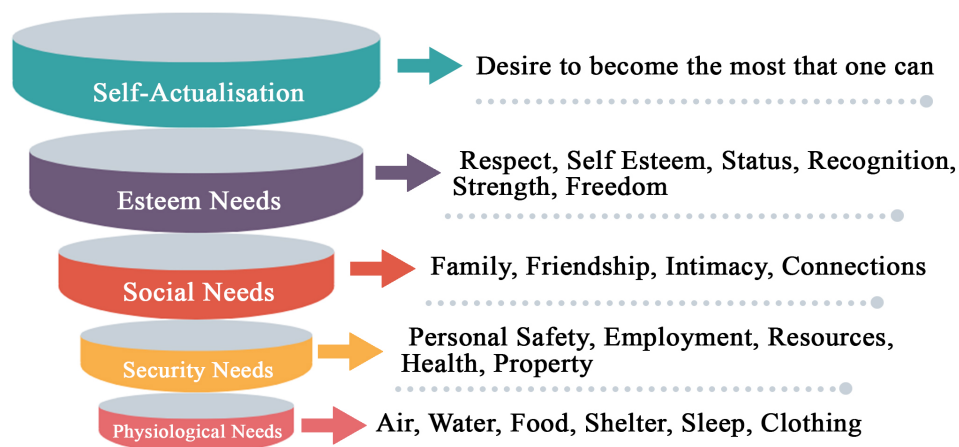 Self-Actualisation
Desire to become the most that one can
Esteem Needs
Respect, Self Esteem, Status, Recognition,
Strength, Freedom
Social Needs
Family, Friendship, Intimacy, Connections
Security Needs
Personal Safety, Employment, Resources,
Health, Property
Physiological Needs
Air, Water, Food, Shelter, Sleep, Clothing